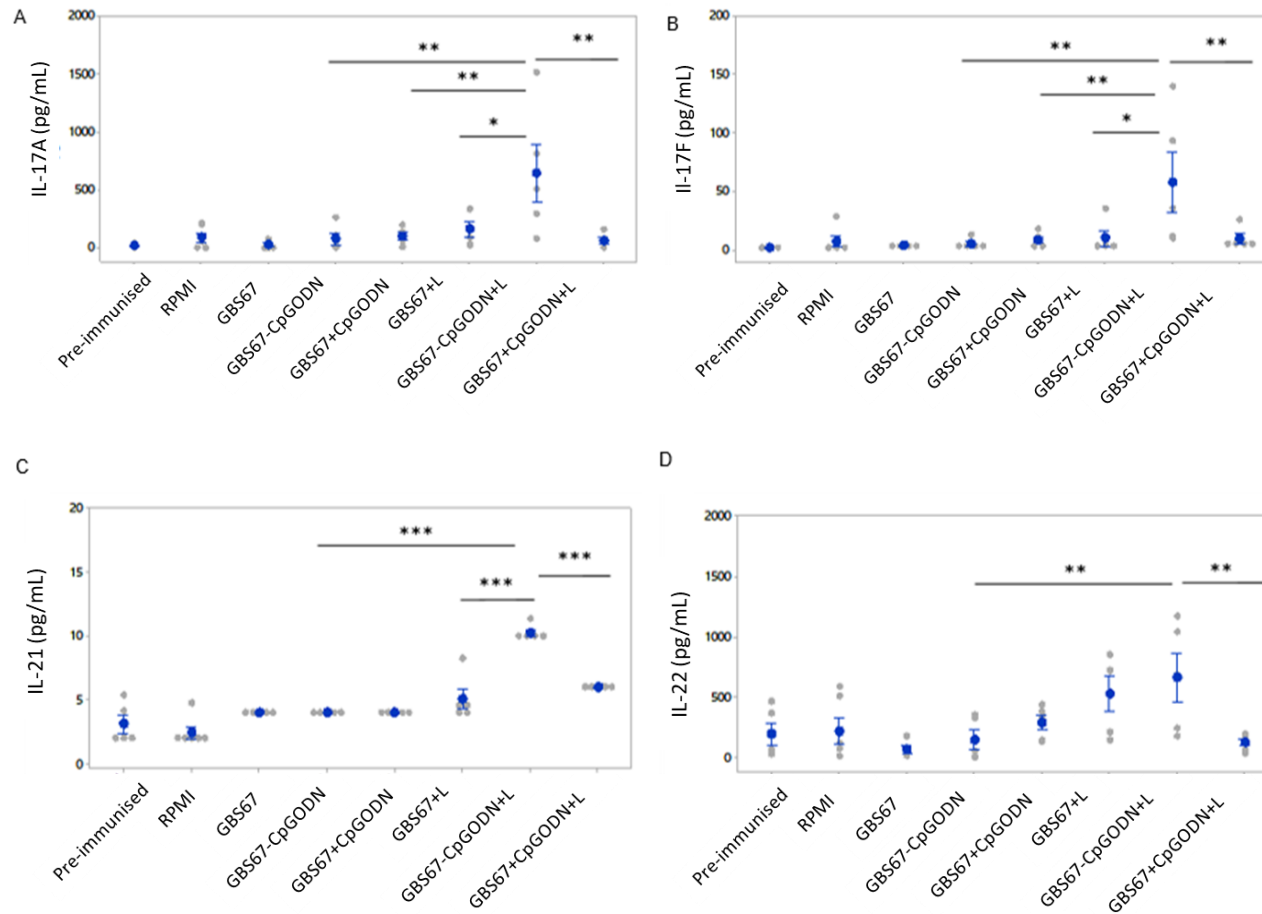 A
IL-17A (pg/mL)
2000
1500
1000
500
0
**
**
**
*
Pre-immunised
RPMI
GBS67
GBS67-CpGODN
GBS67+CpGODN
GBS67+L
GBS67-CpGODN+L
GBS67+CpGODN+L
B
Il-17F (pg/mL)
200
150
100
50
0
**
**
**
*
Pre-immunised
RPMI
GBS67
GBS67-CpGODN
GBS67+CpGODN
GBS67+L
GBS67-CpGODN+L
GBS67+CpGODN+L
C
IL-21 (pg/mL)
20
15
10
5
0
***
***
***
Pre-immunised
RPMI
GBS67
GBS67-CpGODN
GBS67+CpGODN
GBS67+L
GBS67-CpGODN+L
GBS67+CpGODN+L
D
IL-22 (pg/mL)
2000
1500
1000
500
0
**
**
Pre-immunised
RPMI
GBS67
GBS67-CpGODN
GBS67+CpGODN
GBS67+L
GBS67-CpGODN+L
GBS67+CpGODN+L